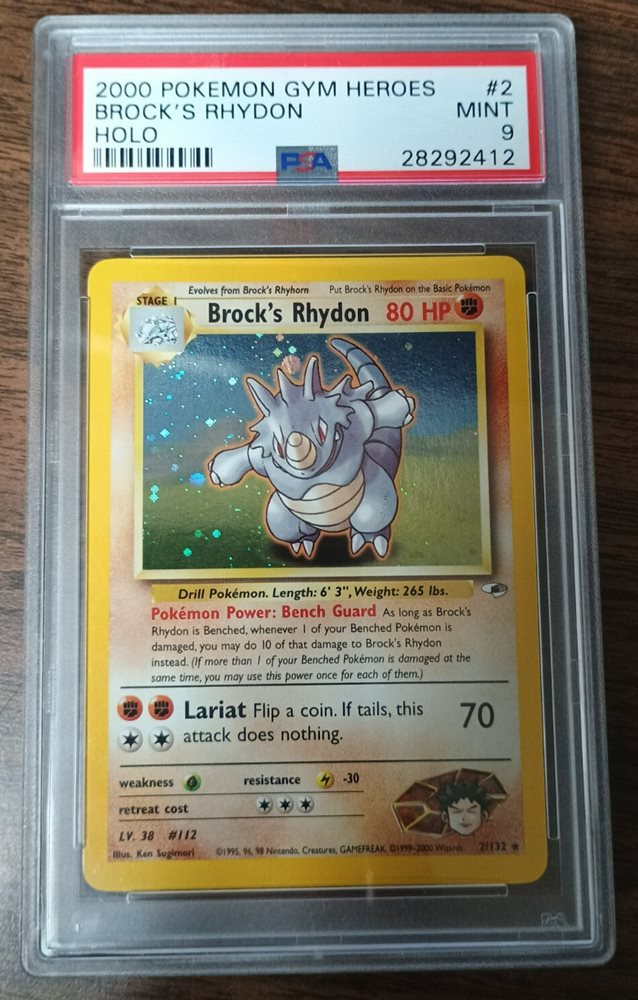 2000 POKEMON GYM HEROES #2
BROCK'S RHYDON MINT
HOLO 9
PSA 28292412
Evolves from Brock's Rhyhorn Put Brock's Rhydon on the Basic Pokémon
STAGE 1
Brock's Rhydon 80 HP
Drill Pokémon. Length: 6' 3", Weight: 265 lbs.
Pokémon Power: Bench Guard As long as Brock's
Rhydon is Benched, whenever 1 of your Benched Pokémon is
damaged, you may do 10 of that damage to Brock's Rhydon
instead. (If more than 1 of your Benched Pokémon is damaged at the
same time, you may use this power once for each of them.)
Lariat Flip a coin. If tails, this 70
attack does nothing.
weakness resistance -30
retreat cost
LV. 38 #112
Illus. Ken Sugimori ©1995, 96, 98 Nintendo, Creatures, GAMEFREAK. ©1999-2000 Wizards. 2/132 ★
PSA